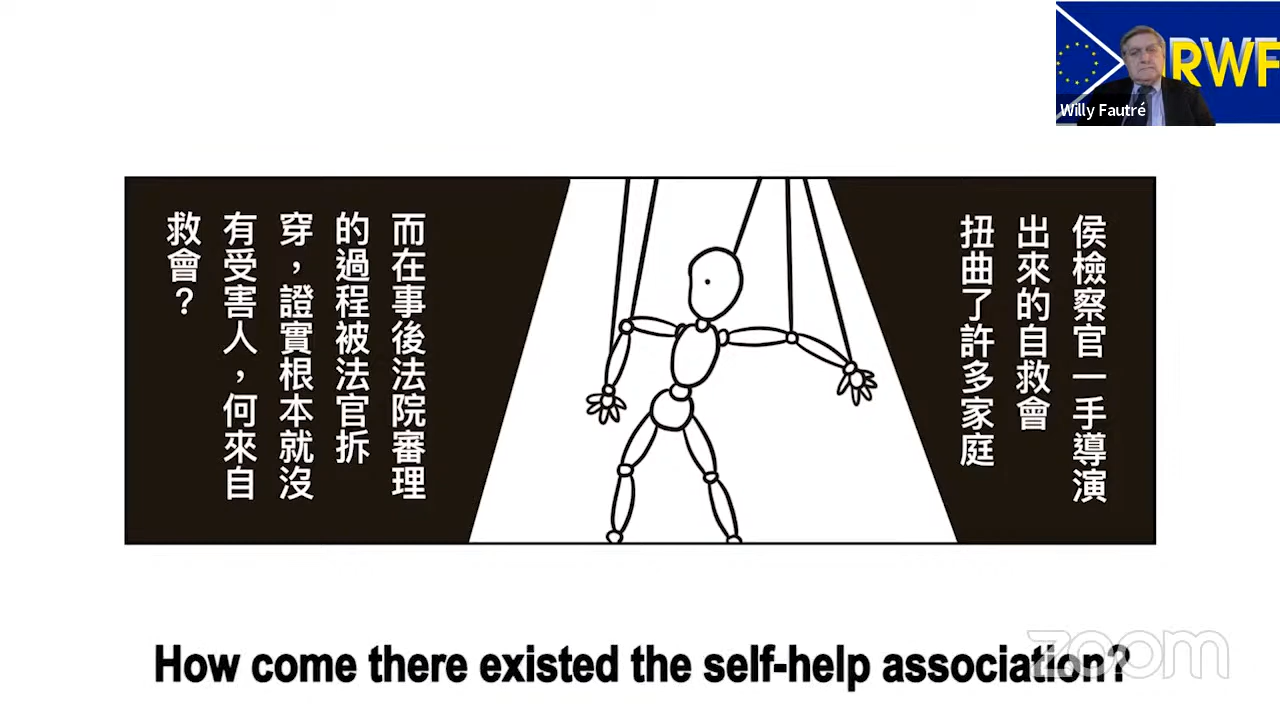 RWF
Willy Fautré
侯檢察官一手導演
出來的自救會
扭曲了許多家庭
而在事後法院審理
的過程被法官拆
穿，證實根本就沒
有受害人，何來自
救會？
How come there existed the self-help association?
zoom